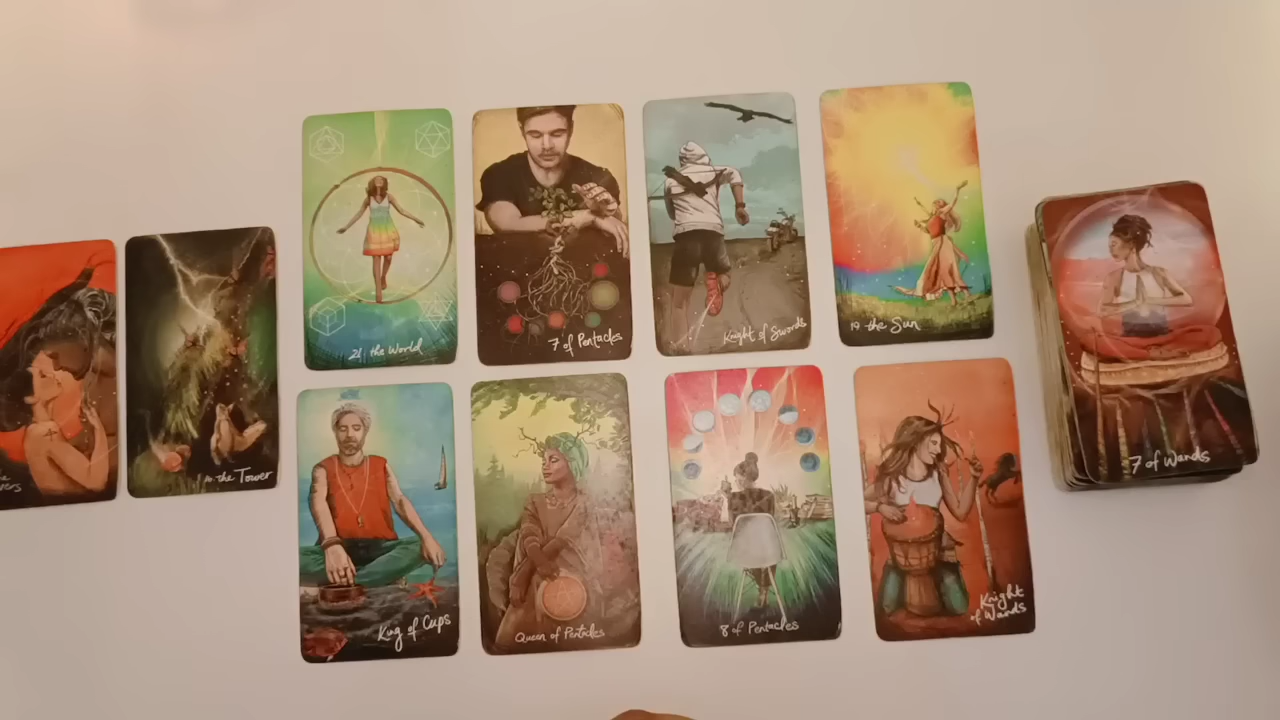 21 the World
7 of Pentacles
Knight of Swords
19 the Sun
the Tower
7 of Wands
King of Cups
Queen of Pentacles
8 of Pentacles
Knight
of Wands